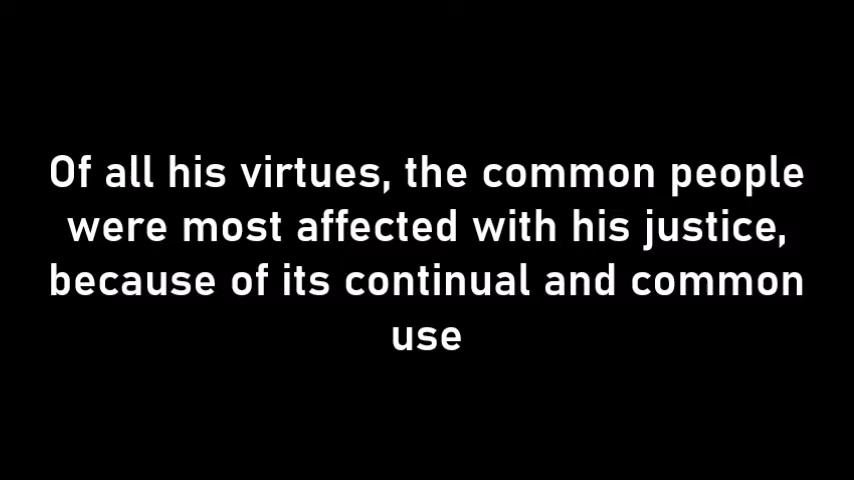 Of all his virtues, the common people
were most affected with his justice,
because of its continual and common
use